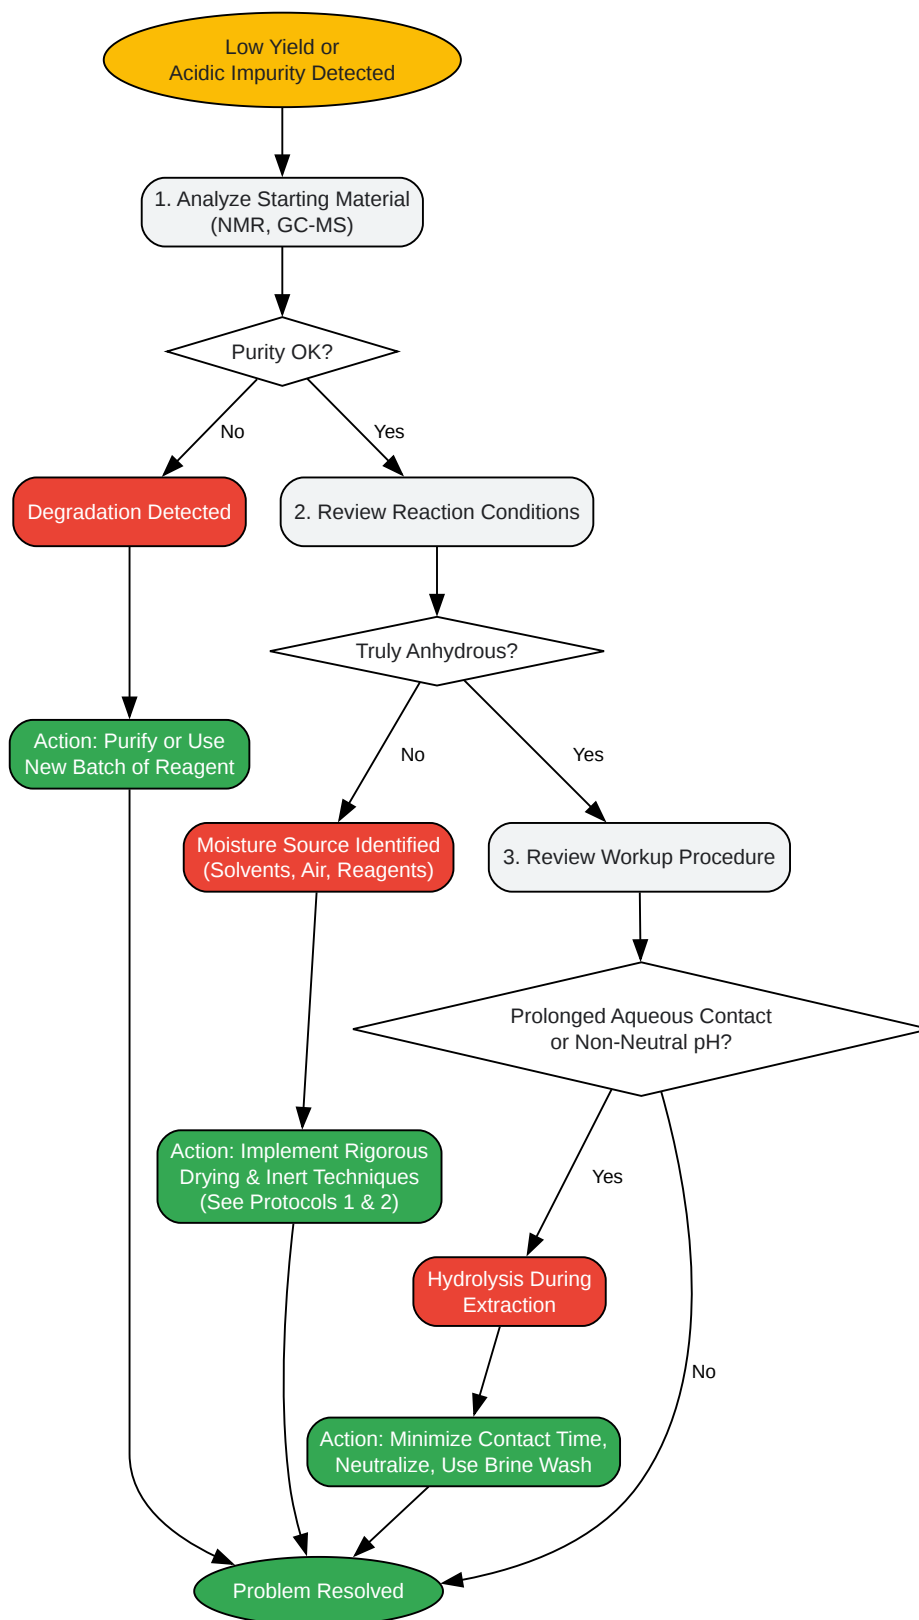 Low Yield or
Acidic Impurity Detected
1. Analyze Starting Material
(NMR, GC-MS)
Purity OK?
No
Yes
Degradation Detected
2. Review Reaction Conditions
Truly Anhydrous?
Action: Purify or Use
New Batch of Reagent
No
Yes
Moisture Source Identified
(Solvents, Air, Reagents)
3. Review Workup Procedure
Prolonged Aqueous Contact
or Non-Neutral pH?
Action: Implement Rigorous
Drying & Inert Techniques
(See Protocols 1 & 2)
Yes
Hydrolysis During
Extraction
No
Action: Minimize Contact Time,
Neutralize, Use Brine Wash
Problem Resolved